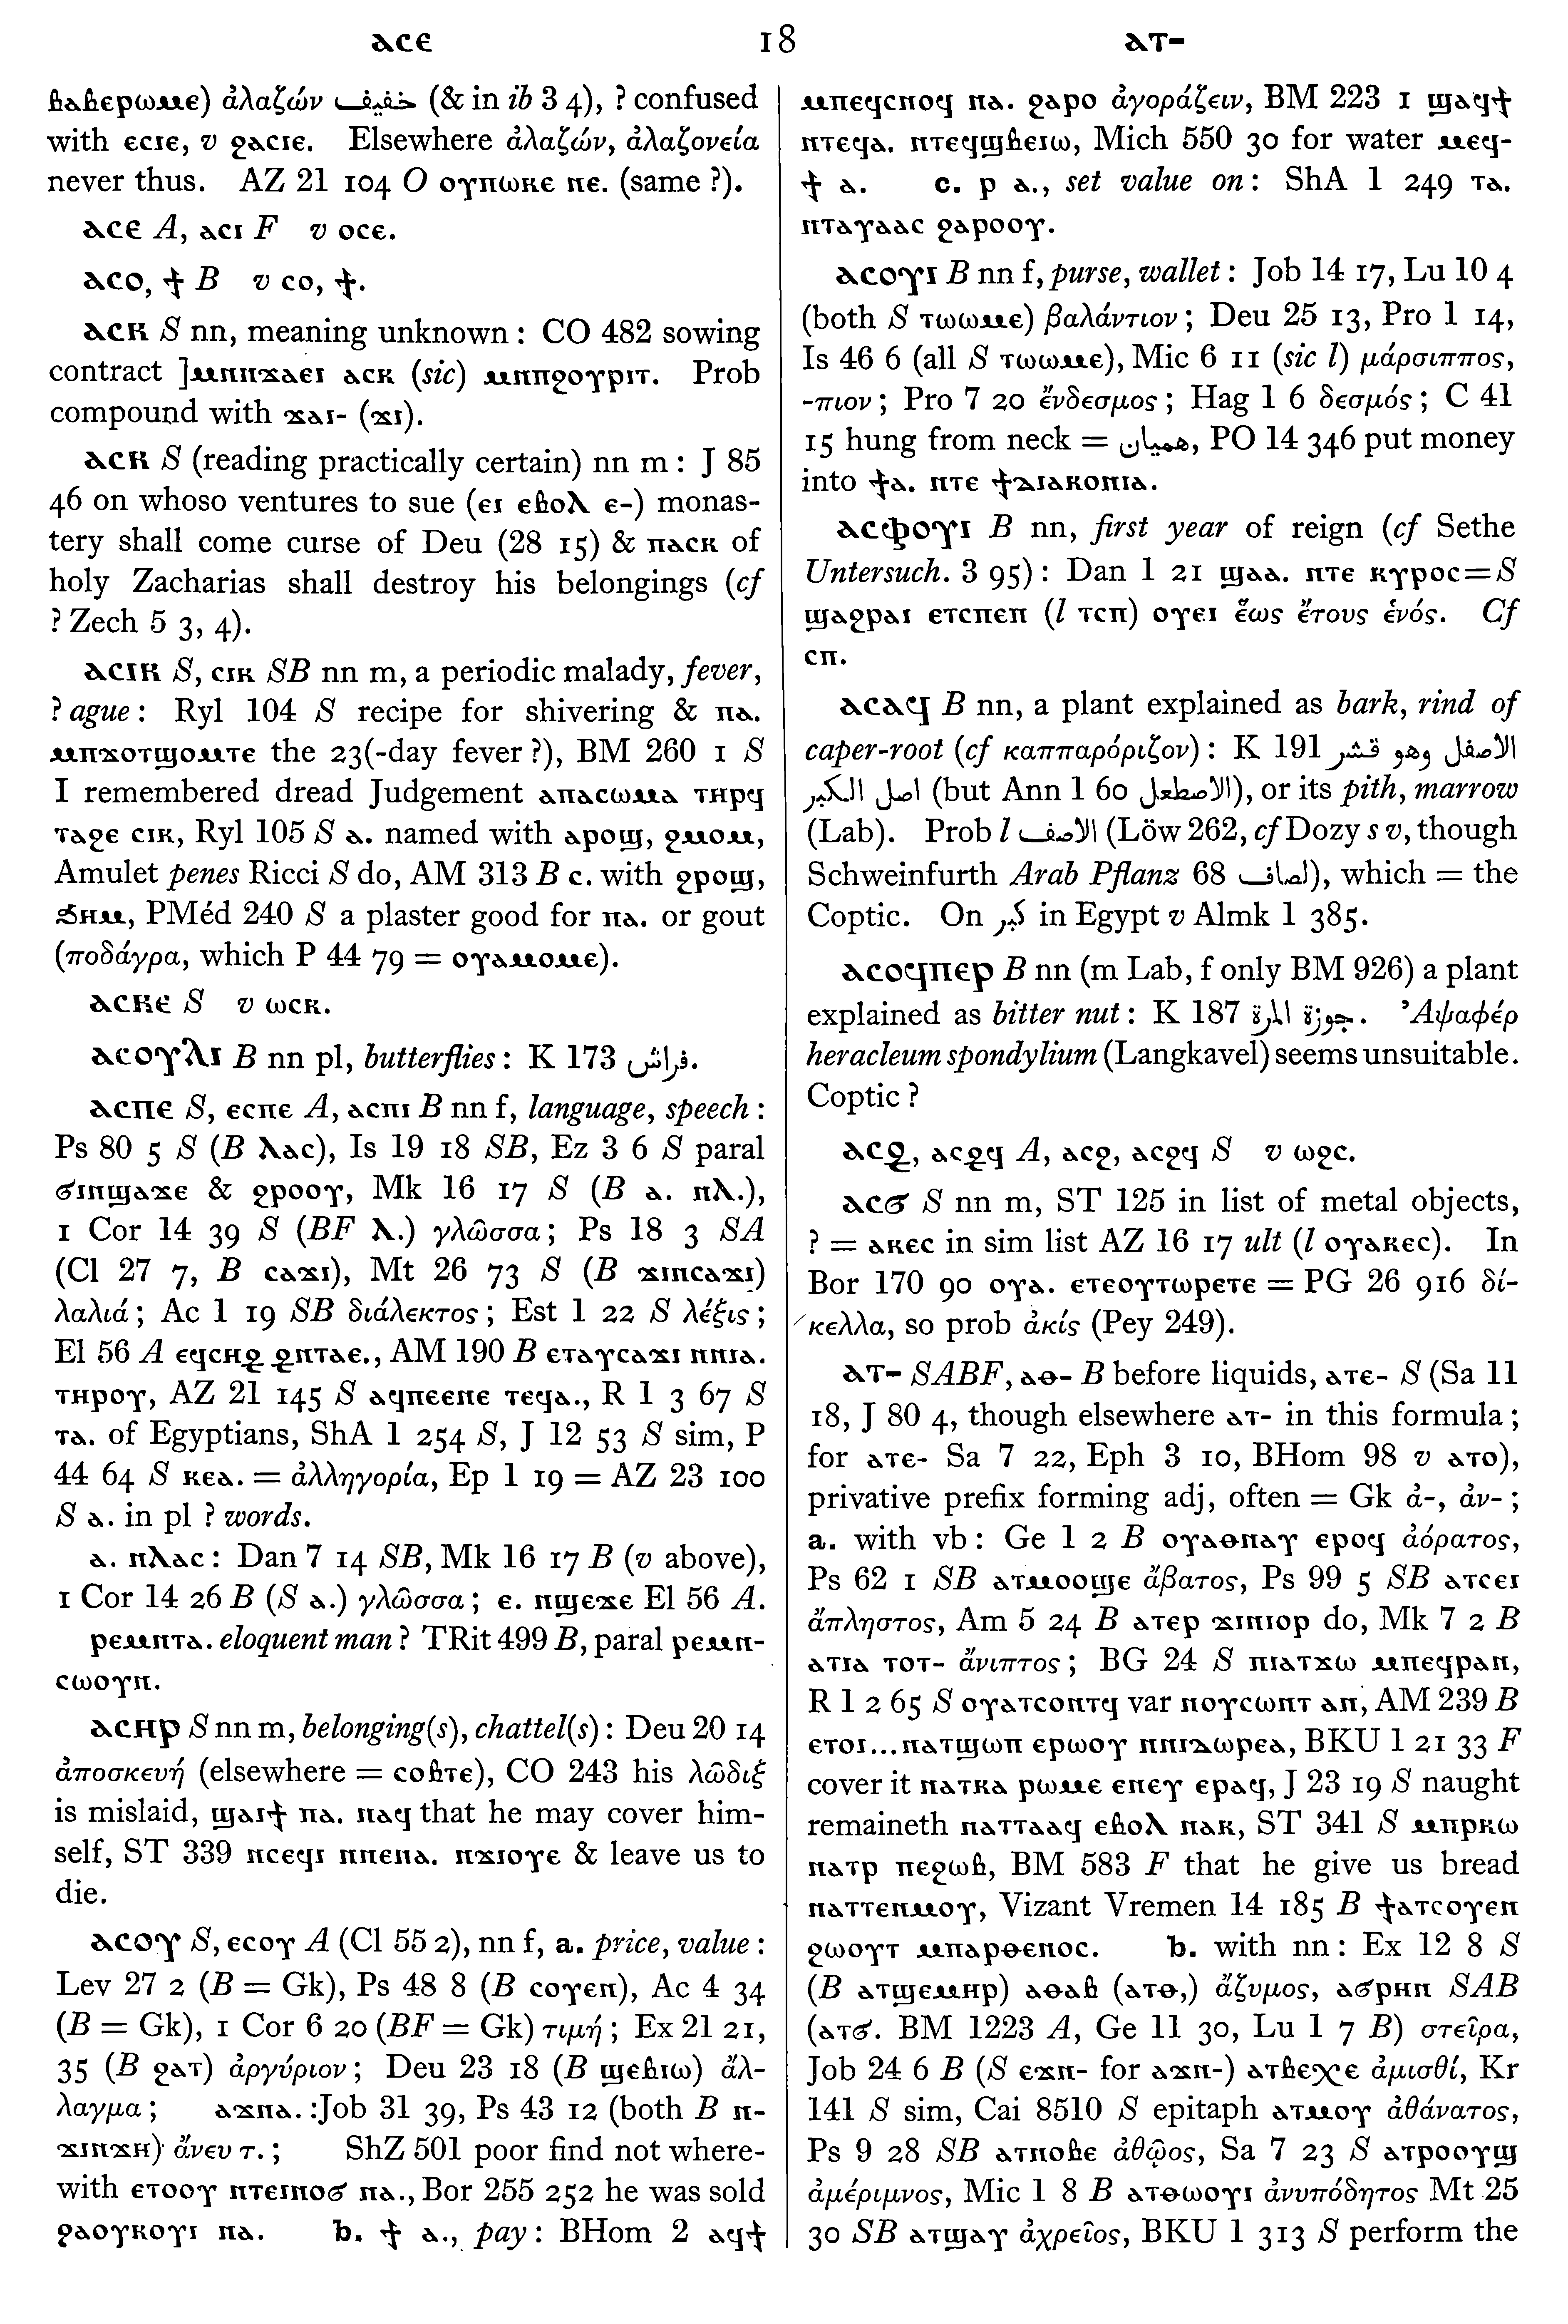 ⲁⲥⲉ 18 ⲁⲧ-
ⲃⲁⲃⲉⲣⲱⲙⲉ) ἀλαζών خفيف (& in ib 3 4), ? confused
with ⲉⲥⲓⲉ, v ϩⲁⲥⲓⲉ. Elsewhere ἀλαζών, ἀλαζονεία
never thus. AZ 21 104 O ⲟⲩⲡⲱⲕⲉ ⲡⲉ. (same ?).
ⲁⲥⲉ A, ⲁⲥⲓ F v ⲟⲥⲉ.
ⲁⲥⲟ, ϯ B v ⲥⲟ, ϯ.
ⲁⲥⲕ S nn, meaning unknown : CO 482 sowing
contract ]ⲙⲛⲛϫⲁⲉⲓ ⲁⲥⲕ (sic) ⲙⲛⲡϩⲟⲩⲣⲓⲧ. Prob
compound with ϫⲁⲓ- (ϫⲓ).
ⲁⲥⲕ S (reading practically certain) nn m : J 85
46 on whoso ventures to sue (ⲉⲓ ⲉⲃⲟⲗ ⲉ-) monas-
tery shall come curse of Deu (28 15) & ⲡⲁⲥⲕ of
holy Zacharias shall destroy his belongings (cf
? Zech 5 3, 4).
ⲁⲥⲓⲕ S, ⲥⲓⲕ SB nn m, a periodic malady, fever,
? ague : Ryl 104 S recipe for shivering & ⲡⲁ.
ⲙⲡϫⲟⲧϣⲟⲙⲧⲉ the 23(-day fever ?), BM 260 1 S
I remembered dread Judgement ⲁⲡⲁⲥⲱⲙⲁ ⲧⲏⲣϥ
ⲧⲁϩⲉ ⲥⲓⲕ, Ryl 105 S ⲁ. named with ⲁⲣⲟϣ, ϩⲙⲟⲙ,
Amulet penes Ricci S do, AM 313 B c. with ϩⲣⲟϣ,
ϧⲏⲙ, PMéd 240 S a plaster good for ⲡⲁ. or gout
(ποδάγρα, which P 44 79 = ⲟⲩⲁⲙⲟⲙⲉ).
ⲁⲥⲕⲉ S v ⲱⲥⲕ.
ⲁⲥⲟⲩⲗⲓ B nn pl, butterflies : K 173 فراش.
ⲁⲥⲡⲉ S, ⲉⲥⲡⲉ A, ⲁⲥⲡⲓ B nn f, language, speech :
Ps 80 5 S (B ⲗⲁⲥ), Is 19 18 SB, Ez 3 6 S paral
ϭⲓⲛϣⲁϫⲉ & ϩⲣⲟⲟⲩ, Mk 16 17 S (B ⲁ. ⲛⲗ.),
1 Cor 14 39 S (BF ⲗ.) γλῶσσα ; Ps 18 3 SA
(Cl 27 7, B ⲥⲁϫⲓ), Mt 26 73 S (B ϫⲓⲛⲥⲁϫⲓ)
λαλιά ; Ac 1 19 SB διάλεκτος ; Est 1 22 S λέξις ;
El 56 A ⲉϥⲥⲏϩ ϩⲛⲧⲁⲉ., AM 190 B ⲉⲧⲁⲩⲥⲁϫⲓ ⲛⲛⲓⲁ.
ⲧⲏⲣⲟⲩ, AZ 21 145 S ⲁϥⲡⲉⲉⲛⲉ ⲧⲉϥⲁ., R 1 3 67 S
ⲧⲁ. of Egyptians, ShA 1 254 S, J 12 53 S sim, P
44 64 S ⲕⲉⲁ. = ἀλληγορία, Ep 1 19 = AZ 23 100
S ⲁ. in pl ? words.
ⲁ. ⲛⲗⲁⲥ : Dan 7 14 SB, Mk 16 17 B (v above),
1 Cor 14 26 B (S ⲁ.) γλῶσσα ; ⲉ. ⲛϣⲉϫⲉ El 56 A.
ⲣⲉⲙⲛⲧⲁ. eloquent man ? TRit 499 B, paral ⲣⲉⲙⲛ-
ⲥⲱⲟⲩⲛ.
ⲁⲥⲏⲣ S nn m, belonging(s), chattel(s) : Deu 20 14
ἀποσκευή (elsewhere = ⲥⲟⲃⲧⲉ), CO 243 his λῶδιξ
is mislaid, ϣⲁⲓϯ ⲡⲁ. ⲛⲁϥ that he may cover him-
self, ST 339 ⲛⲥⲉϥⲓ ⲛⲛⲉⲛⲁ. ⲛϫⲓⲟⲩⲉ & leave us to
die.
ⲁⲥⲟⲩ S, ⲉⲥⲟⲩ A (Cl 55 2), nn f, a. price, value :
Lev 27 2 (B = Gk), Ps 48 8 (B ⲥⲟⲩⲉⲛ), Ac 4 34
(B = Gk), 1 Cor 6 20 (BF = Gk) τιμή ; Ex 21 21,
35 (B ϩⲁⲧ) ἀργύριον ; Deu 23 18 (B ϣⲉⲃⲓⲱ) ἄλ-
λαγμα ; ⲁϫⲛⲁ. :Job 31 39, Ps 43 12 (both B ⲛ-
ϫⲓⲛϫⲏ) ἄνευ τ. ; ShZ 501 poor find not where-
with ⲉⲧⲟⲟⲩ ⲛⲧⲉⲓⲛⲟϭ ⲛⲁ., Bor 255 252 he was sold
ϩⲁⲟⲩⲕⲟⲩⲓ ⲛⲁ. b. ϯ ⲁ., pay : BHom 2 ⲁϥϯ
ⲙⲡⲉϥⲥⲛⲟϥ ⲛⲁ. ϩⲁⲣⲟ ἀγοράζειν, BM 223 1 ϣⲁϥϯ
ⲛⲧⲉϥⲁ. ⲛⲧⲉϥϣⲃⲉⲓⲱ, Mich 550 30 for water ⲙⲉϥ-
ϯ ⲁ. c. ⲣ ⲁ., set value on : ShA 1 249 ⲧⲁ.
ⲛⲧⲁⲩⲁⲁⲥ ϩⲁⲣⲟⲟⲩ.
ⲁⲥⲟⲩⲓ B nn f, purse, wallet : Job 14 17, Lu 10 4
(both S ⲧⲱⲱⲙⲉ) βαλάντιον ; Deu 25 13, Pro 1 14,
Is 46 6 (all S ⲧⲱⲱⲙⲉ), Mic 6 11 (sic l) μάρσιππος,
-πιον ; Pro 7 20 ἔνδεσμος ; Hag 1 6 δεσμός ; C 41
15 hung from neck = هميان, PO 14 346 put money
into ϯⲁ. ⲛⲧⲉ ϯⲇⲓⲁⲕⲟⲛⲓⲁ.
ⲁⲥⲫⲟⲩⲓ B nn, first year of reign (cf Sethe
Untersuch. 3 95) : Dan 1 21 ϣⲁⲁ. ⲛⲧⲉ ⲕⲩⲣⲟⲥ=S
ϣⲁϩⲣⲁⲓ ⲉⲧⲥⲡⲉⲛ (l ⲧⲥⲡ) ⲟⲩⲉⲓ ἕως ἔτους ἑνός. Cf
ⲥⲡ.
ⲁⲥⲁϥ B nn, a plant explained as bark, rind of
caper-root (cf καππαρόριζον) : K 191 الاصفل وهو قشر
اصل الكبر (but Ann 1 60 الاصطعل), or its pith, marrow
(Lab). Prob l الاصف (Löw 262, cf Dozy s v, though
Schweinfurth Arab Pflanz 68 لصاف), which = the
Coptic. On كبر in Egypt v Almk 1 385.
ⲁⲥⲟϥⲡⲉⲣ B nn (m Lab, f only BM 926) a plant
explained as bitter nut : K 187 جوزة المرة. Ἀψαφέρ
heracleum spondylium (Langkavel) seems unsuitable.
Coptic ?
ⲁⲥϩ, ⲁⲥϩϥ A, ⲁⲥϩ, ⲁⲥϩϥ S v ⲱϩⲥ.
ⲁⲥϭ S nn m, ST 125 in list of metal objects,
? = ⲁⲕⲉⲥ in sim list AZ 16 17 ult (l ⲟⲩⲁⲕⲉⲥ). In
Bor 170 90 ⲟⲩⲁ. ⲉⲧⲉⲟⲩⲧⲱⲣⲉⲧⲉ = PG 26 916 δί-
κελλα, so prob ἀκίς (Pey 249).
ⲁⲧ- SABF, ⲁⲑ- B before liquids, ⲁⲧⲉ- S (Sa 11
18, J 80 4, though elsewhere ⲁⲧ- in this formula ;
for ⲁⲧⲉ- Sa 7 22, Eph 3 10, BHom 98 v ⲁⲧⲟ),
privative prefix forming adj, often = Gk ἀ-, ἀν- ;
a. with vb : Ge 1 2 B ⲟⲩⲁⲑⲛⲁⲩ ⲉⲣⲟϥ ἀόρατος,
Ps 62 1 SB ⲁⲧⲙⲟⲟϣⲉ ἄβατος, Ps 99 5 SB ⲁⲧⲥⲉⲓ
ἄπληστος, Am 5 24 B ⲁⲧⲉⲣ ϫⲓⲛⲓⲟⲣ do, Mk 7 2 B
ⲁⲧⲓⲁ ⲧⲟⲧ- ἄνιπτος ; BG 24 S ⲡⲓⲁⲧϫⲱ ⲙⲡⲉϥⲣⲁⲛ,
R 1 2 65 S ⲟⲩⲁⲧⲥⲟⲛⲧϥ var ⲛⲟⲩⲥⲱⲛⲧ ⲁⲛ, AM 239 B
ⲉⲧⲟⲓ...ⲛⲁⲧϣⲱⲡ ⲉⲣⲱⲟⲩ ⲛⲛⲓⲇⲱⲣⲉⲁ, BKU 1 21 33 F
cover it ⲛⲁⲧⲕⲁ ⲣⲱⲙⲉ ⲉⲛⲉⲩ ⲉⲣⲁϥ, J 23 19 S naught
remaineth ⲛⲁⲧⲧⲁⲁϥ ⲉⲃⲟⲗ ⲛⲁⲕ, ST 341 S ⲙⲡⲣⲕⲱ
ⲛⲁⲧⲣ ⲡⲉϩⲱⲃ, BM 583 F that he give us bread
ⲛⲁⲧⲧⲉⲛⲙⲟⲩ, Vizant Vremen 14 185 B ϯⲁⲧⲥⲟⲩⲉⲛ
ϩⲱⲟⲩⲧ ⲙⲡⲁⲣⲑⲉⲛⲟⲥ. b. with nn : Ex 12 8 S
(B ⲁⲧϣⲉⲙⲏⲣ) ⲁⲑⲁⲃ (ⲁⲧⲑ,) ἄζυμος, ⲁϭⲣⲏⲛ SAB
(ⲁⲧϭ. BM 1223 A, Ge 11 30, Lu 1 7 B) στεῖρα,
Job 24 6 B (S ⲉϫⲛ- for ⲁϫⲛ-) ⲁⲧⲃⲉⲭⲉ ἀμισθί, Kr
141 S sim, Cai 8510 S epitaph ⲁⲧⲙⲟⲩ ἀθάνατος,
Ps 9 28 SB ⲁⲧⲛⲟⲃⲉ ἀθῷος, Sa 7 23 S ⲁⲧⲣⲟⲟⲩϣ
ἀμέριμνος, Mic 1 8 B ⲁⲧⲑⲱⲟⲩⲓ ἀνυπόδητος Mt 25
30 SB ⲁⲧϣⲁⲩ ἀχρεῖος, BKU 1 313 S perform the